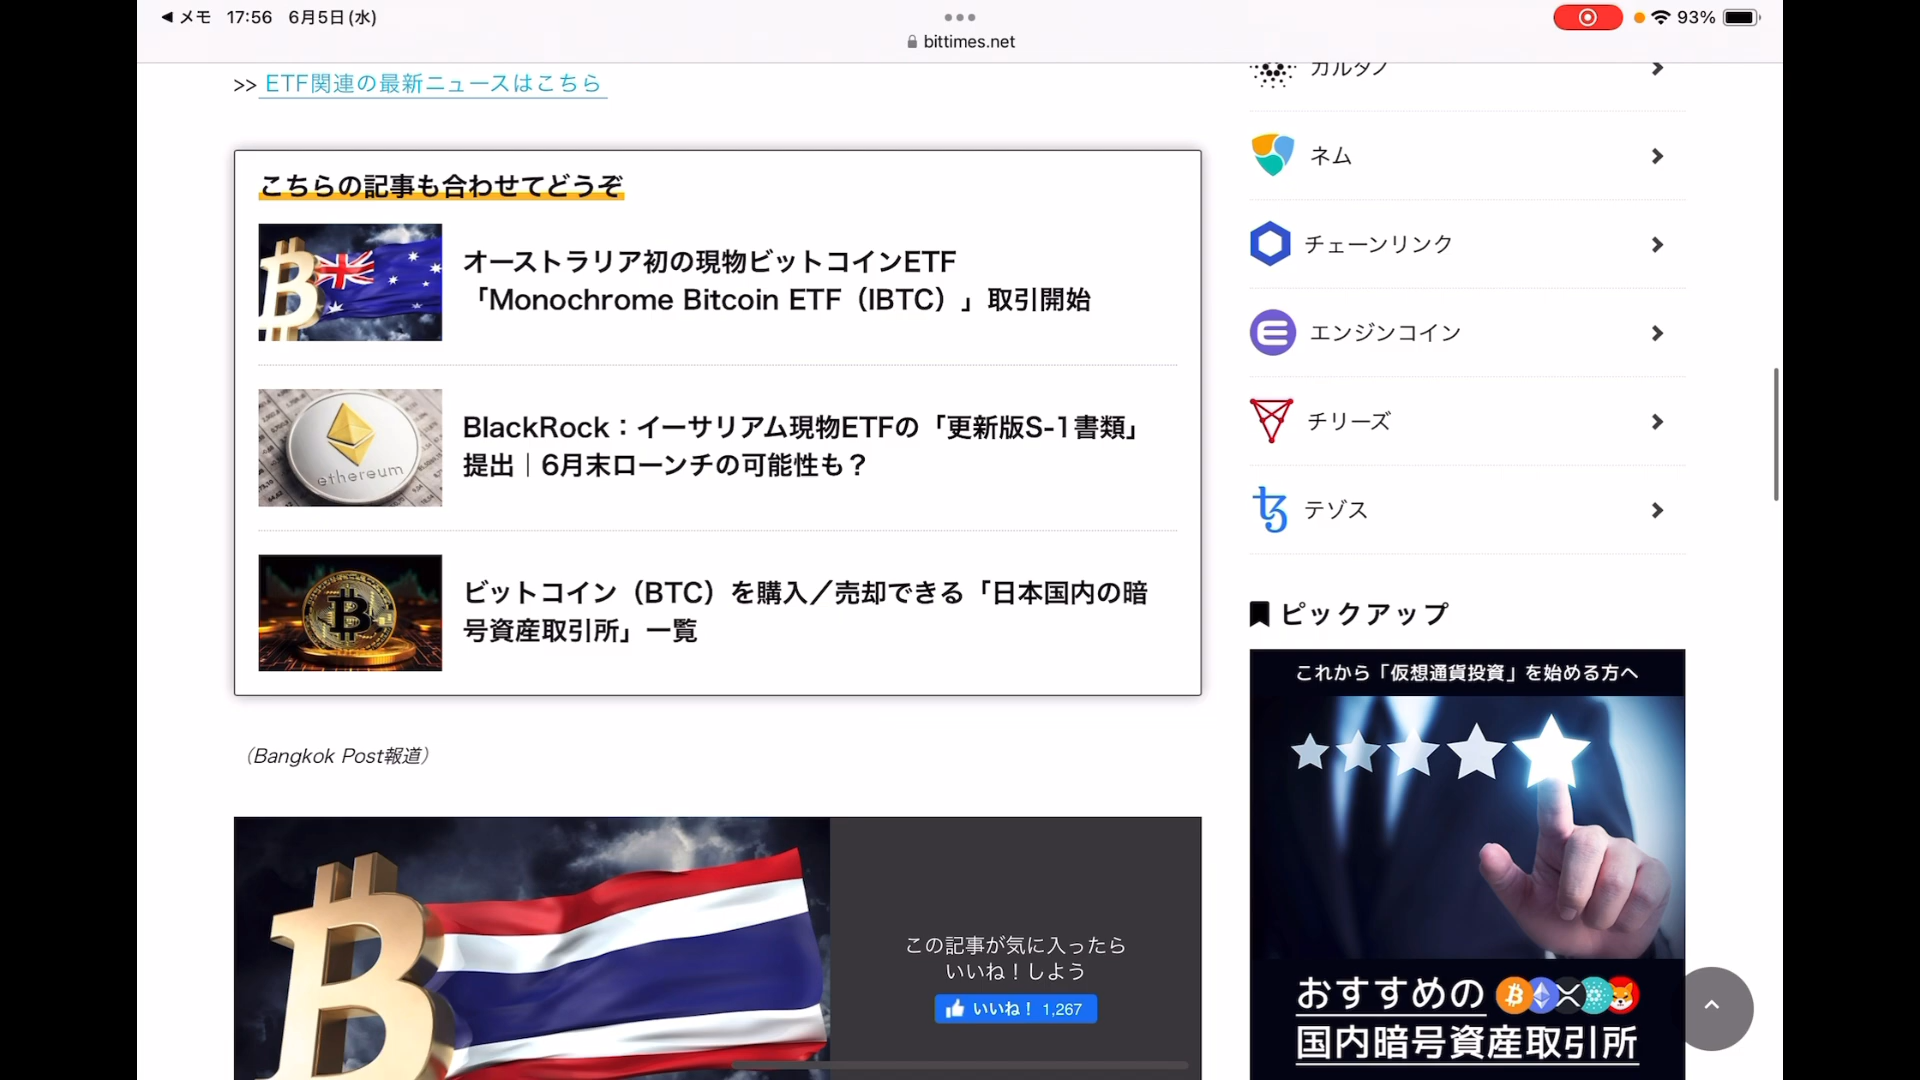 ◀ メモ 17:56 6月5日(水)
93%
bittimes.net
>> ETF関連の最新ニュースはこちら
こちらの記事も合わせてどうぞ
オーストラリア初の現物ビットコインETF
「Monochrome Bitcoin ETF（IBTC）」取引開始
ethereum
BlackRock：イーサリアム現物ETFの「更新版S-1書類」
提出｜6月末ローンチの可能性も？
ビットコイン（BTC）を購入／売却できる「日本国内の暗
号資産取引所」一覧
（Bangkok Post報道）
この記事が気に入ったら
いいね！しよう
いいね！ 1,267
カルダノ
ネム
チェーンリンク
エンジンコイン
チリーズ
テゾス
ピックアップ
これから「仮想通貨投資」を始める方へ
おすすめの
国内暗号資産取引所